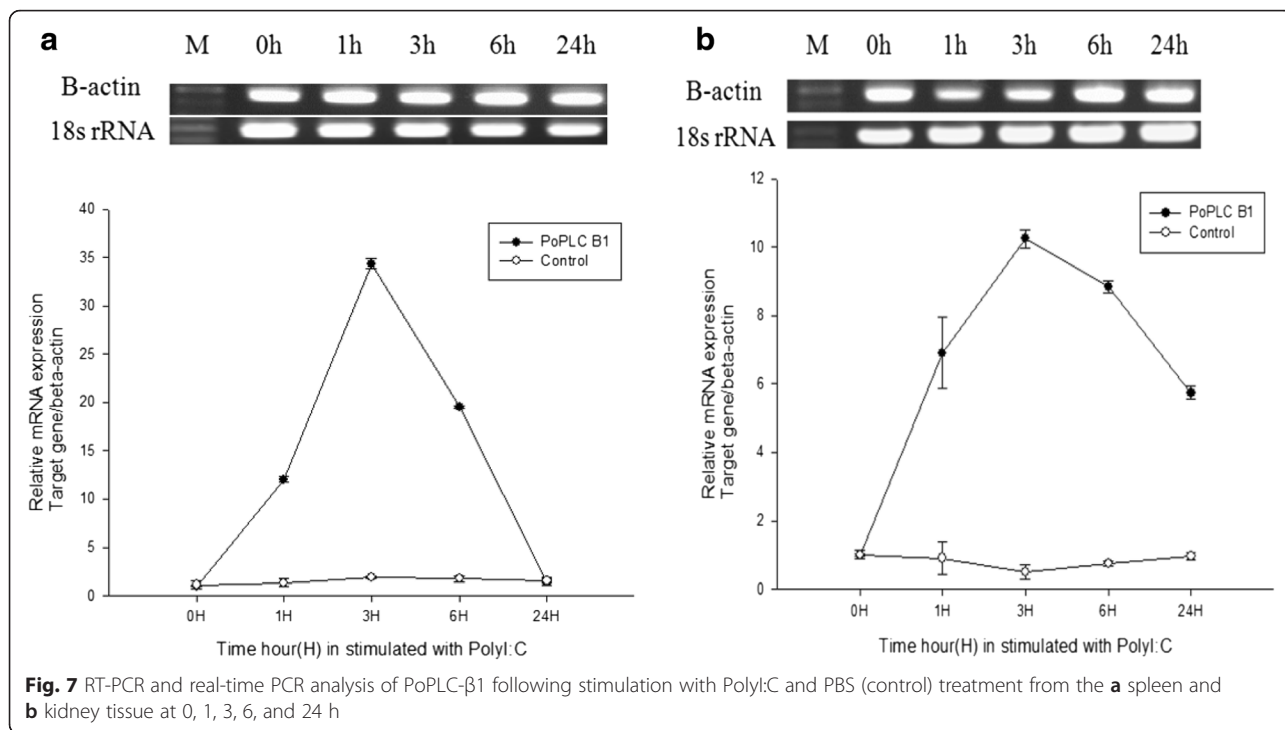 a
M 0h 1h 3h 6h 24h
B-actin
18s rRNA
40
35
30
25
20
15
10
5
0
Relative mRNA expression
Target gene/beta-actin
PoPLC B1
Control
0H 1H 3H 6H 24H
Time hour(H) in stimulated with PolyI:C
b
M 0h 1h 3h 6h 24h
B-actin
18s rRNA
12
10
8
6
4
2
0
Relative mRNA expression
Target gene/beta-actin
PoPLC B1
Control
0H 1H 3H 6H 24H
Time hour(H) in stimulated with PolyI:C
Fig. 7 RT-PCR and real-time PCR analysis of PoPLC-β1 following stimulation with PolyI:C and PBS (control) treatment from the a spleen and
b kidney tissue at 0, 1, 3, 6, and 24 h